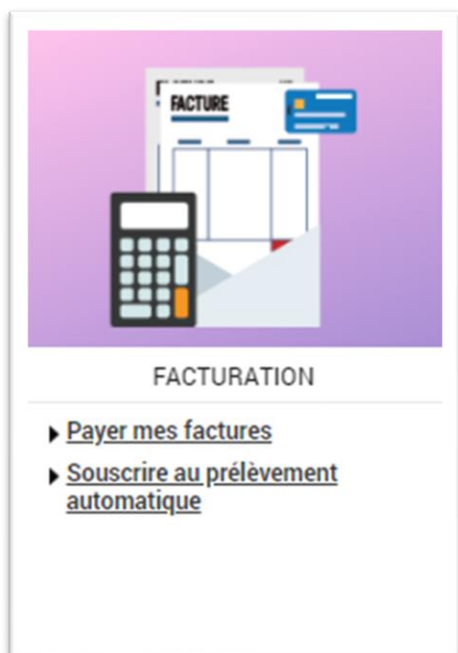 FACTURE
FACTURATION
Payer mes factures
Souscrire au prélèvement
automatique